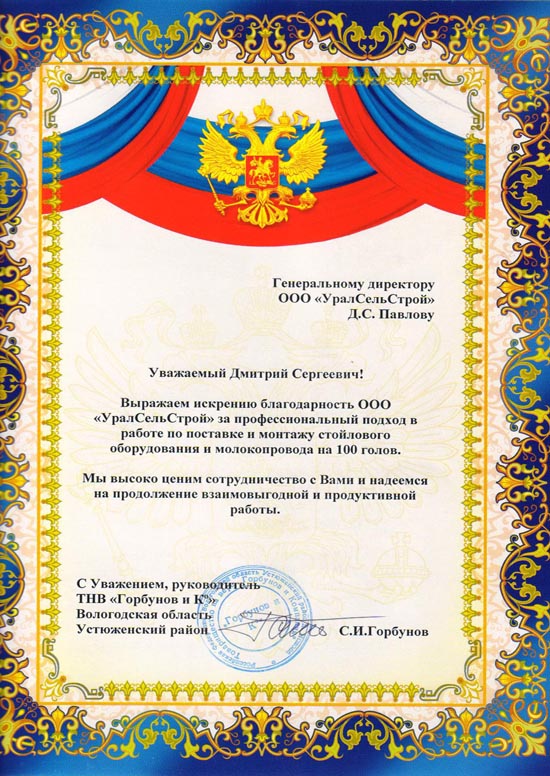 Генеральному директору
ООО «УралСельСтрой»
Д.С. Павлову
Уважаемый Дмитрий Сергеевич!
Выражаем искрению благодарность ООО
«УралСельСтрой» за профессиональный подход в
работе по поставке и монтажу стойлового
оборудования и молокопровода на 100 голов.
Мы высоко ценим сотрудничество с Вами и надеемся
на продолжение взаимовыгодной и продуктивной
работы.
С Уважением, руководитель
ТНВ «Горбунов и К°»
Вологодская область,
Устюженский район С.И.Горбунов
Горбунов и